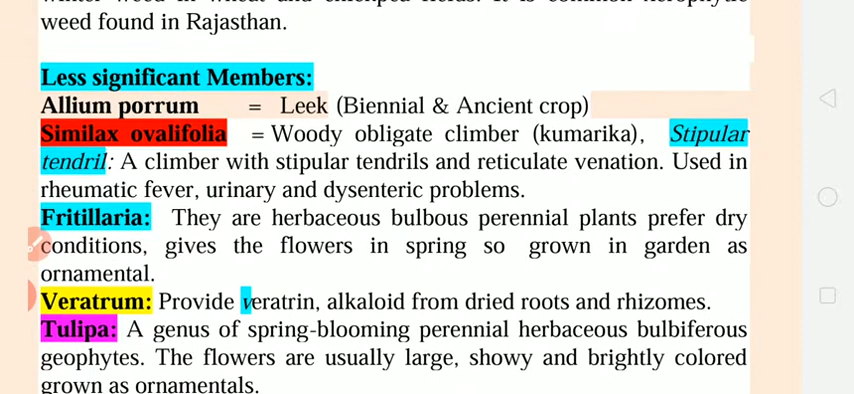 weed found in Rajasthan.
Less significant Members:
Allium porrum = Leek (Biennial & Ancient crop)
Similax ovalifolia = Woody obligate climber (kumarika), Stipular
tendril: A climber with stipular tendrils and reticulate venation. Used in
rheumatic fever, urinary and dysenteric problems.
Fritillaria: They are herbaceous bulbous perennial plants prefer dry
conditions, gives the flowers in spring so grown in garden as
ornamental.
Veratrum: Provide veratrin, alkaloid from dried roots and rhizomes.
Tulipa: A genus of spring-blooming perennial herbaceous bulbiferous
geophytes. The flowers are usually large, showy and brightly colored
grown as ornamentals.